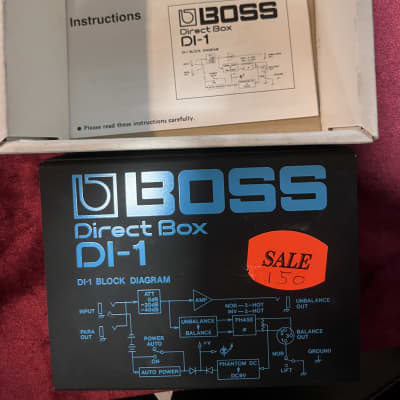 Instructions
BOSS
Direct Box
DI-1
DI-1 BLOCK DIAGRAM
● Please read these instructions carefully.
BOSS
Direct Box
DI-1
SALE
150
DI-1 BLOCK DIAGRAM
ATT
0dB
-20dB
-40dB
AMP
INPUT
PARA OUT
UNBALANCE OUT
NOR—3-HOT
INV—2-HOT
UNBALANCE
BALANCE
PHASE
ø
BALANCE OUT
POWER
AUTO
ON
+V
NOR
GROUND
LIFT
AUTO POWER
PHANTOM DC
DC9V